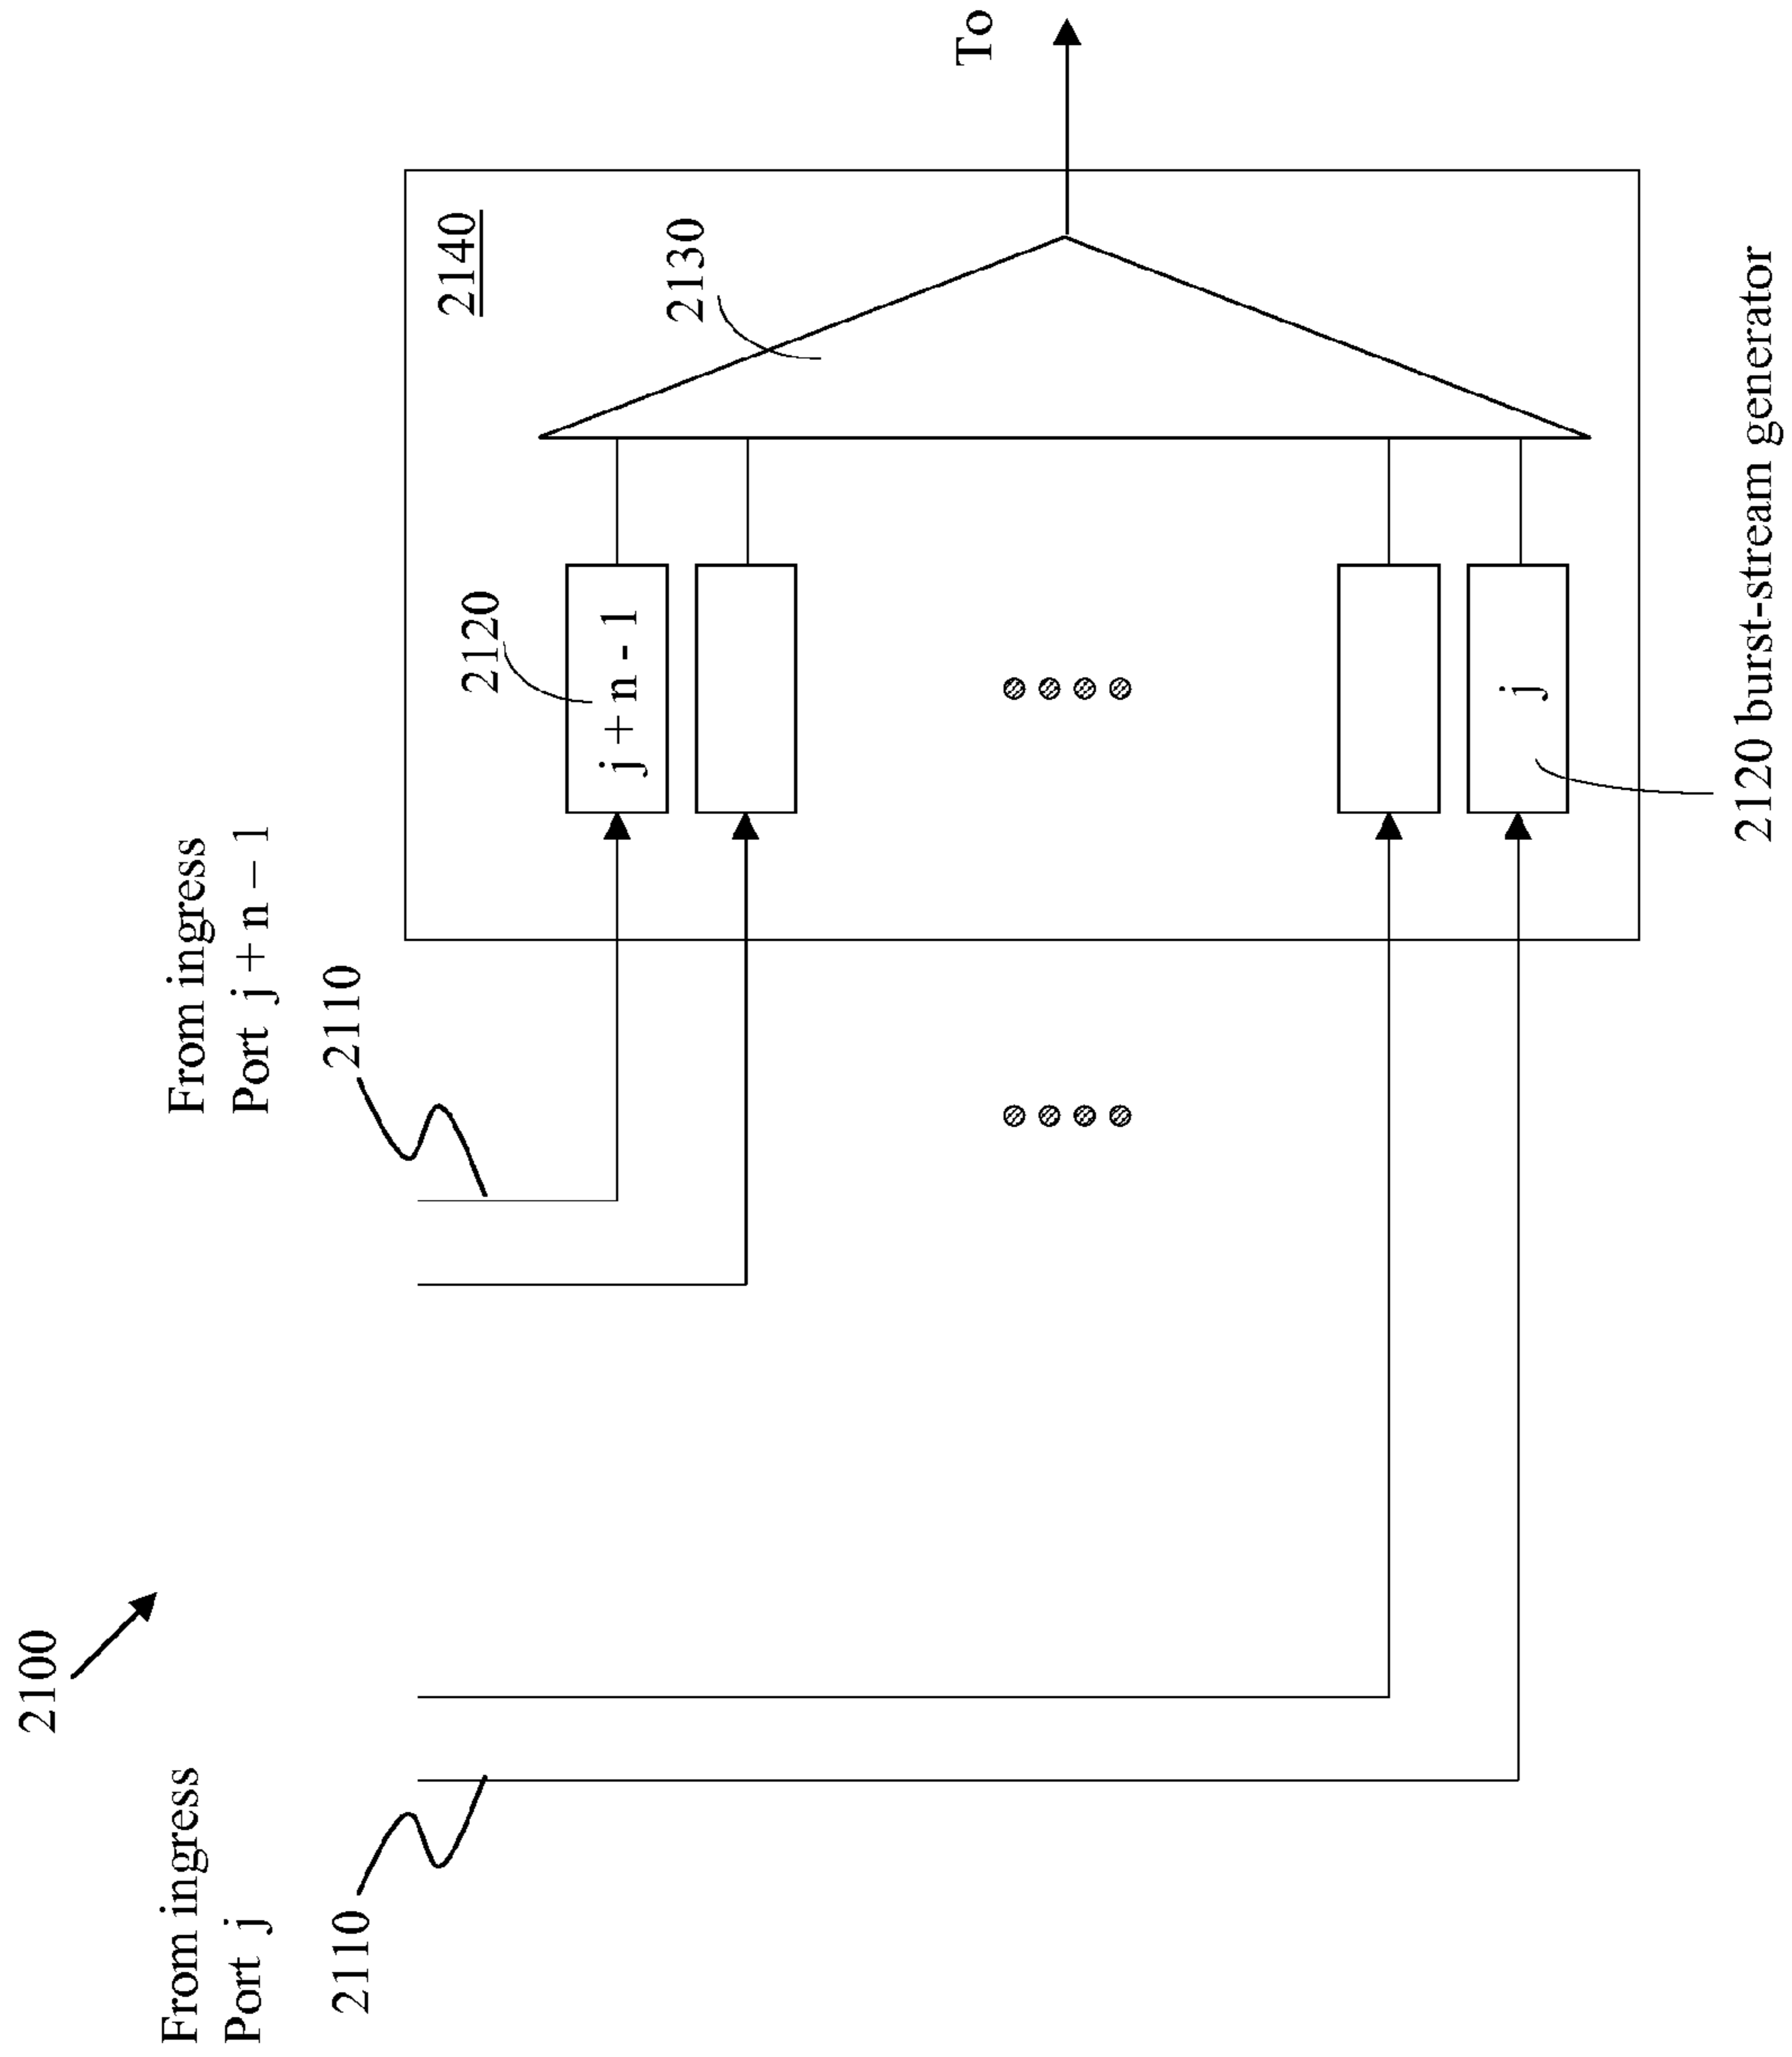 2100
From ingress
Port j
2110
From ingress
Port j + n – 1
2110
2140
2120
j + n - 1
2130
To
j
2120 burst-stream generator